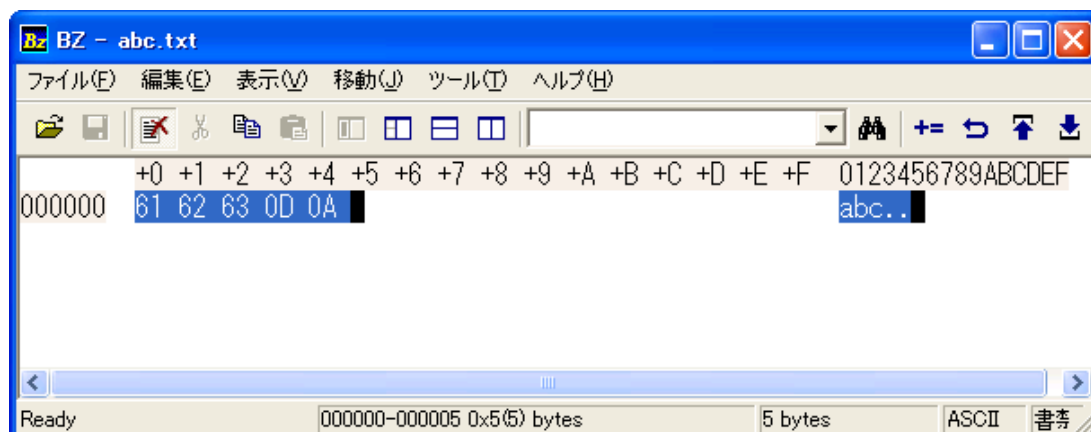 Bz BZ - abc.txt
ファイル(F) 編集(E) 表示(V) 移動(J) ツール(T) ヘルプ(H)
+=
+0 +1 +2 +3 +4 +5 +6 +7 +8 +9 +A +B +C +D +E +F 0123456789ABCDEF
000000 61 62 63 0D 0A abc..
Ready 000000-000005 0x5(5) bytes 5 bytes ASCII